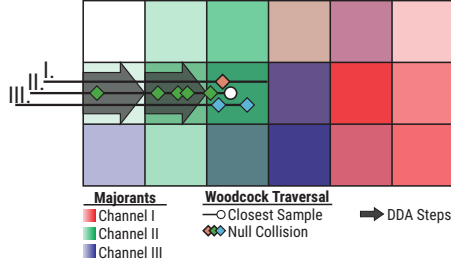 I.
II.
III.
Majorants
Channel I
Channel II
Channel III
Woodcock Traversal
Closest Sample
Null Collision
DDA Steps